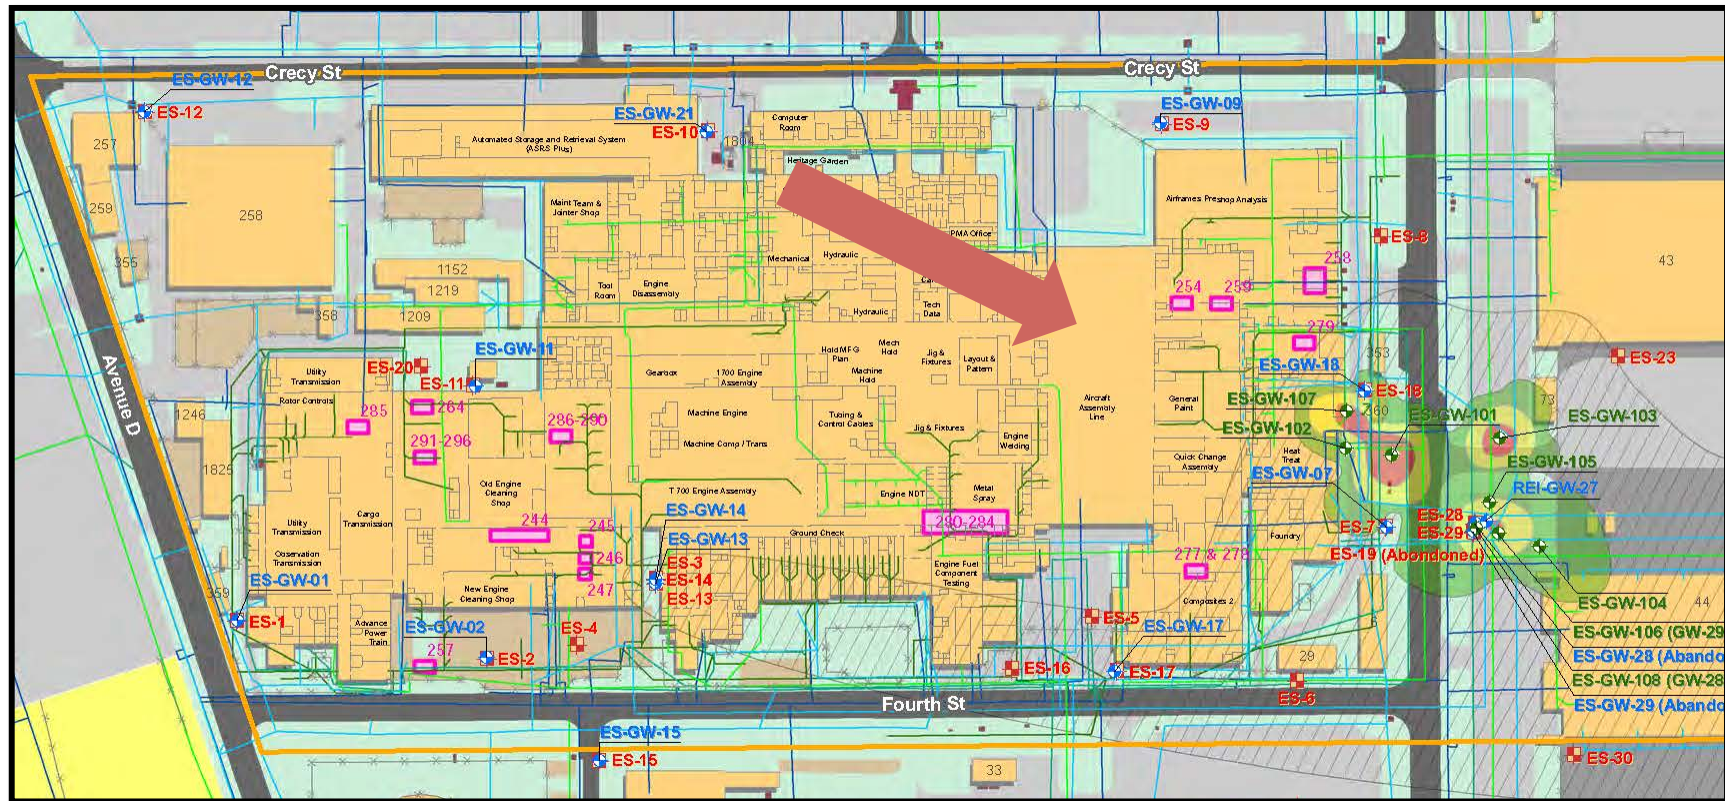 Crecy St
Crecy St
ES-GW-12
ES-12
ES-GW-21
ES-10
1804
ES-GW-09
ES-9
257
259
258
355
Automated Storage and Retrieval System
(ASRS Plus)
Computer
Room
Heritage Garden
Maint Team &
Jointer Shop
PMA Office
Airframes Preshop Analysis
ES-8
43
1152
1219
1209
358
Tool
Room
Engine
Disassembly
Mechanical
Hydraulic
Hydraulic
Tech
Data
254
259
258
279
353
ES-23
Avenue D
ES-GW-11
ES-20
ES-11
Utility
Transmission
Rotor Controls
285
264
291-296
286-290
1246
1825
Gearbox
1700 Engine
Assembly
Hold MFG
Plan
Mech
Hold
Machine
Hold
Jig &
Fixtures
Layout &
Pattern
Machine Engine
Machine Comp / Trans
Tubing &
Control Cables
Jig & Fixtures
Engine
Welding
Aircraft
Assembly
Line
General
Paint
Quick Change
Assembly
Heat
Treat
ES-GW-18
ES-18
ES-GW-107
ES-GW-102
ES-GW-07
ES-7
260
ES-GW-101
73
ES-GW-103
ES-GW-105
REI-GW-27
ES-28
ES-29
ES-19 (Abandoned)
Old Engine
Cleaning
Shop
T 700 Engine Assembly
Engine NDT
Metal
Spray
280-284
Ground Check
Cargo
Transmission
Utility
Transmission
Observation
Transmission
244
245
246
247
ES-GW-14
ES-GW-13
ES-3
ES-14
ES-13
Foundry
277 & 278
Composites 2
Engine Fuel
Component
Testing
359
ES-GW-01
ES-1
New Engine
Cleaning Shop
Advance
Power
Train
ES-GW-02
ES-2
257
ES-4
ES-5
ES-GW-17
ES-17
ES-16
29
ES-6
44
ES-GW-104
ES-GW-106 (GW-29
ES-GW-28 (Abando
ES-GW-108 (GW-28
ES-GW-29 (Abando
Fourth St
ES-GW-15
ES-15
33
ES-30